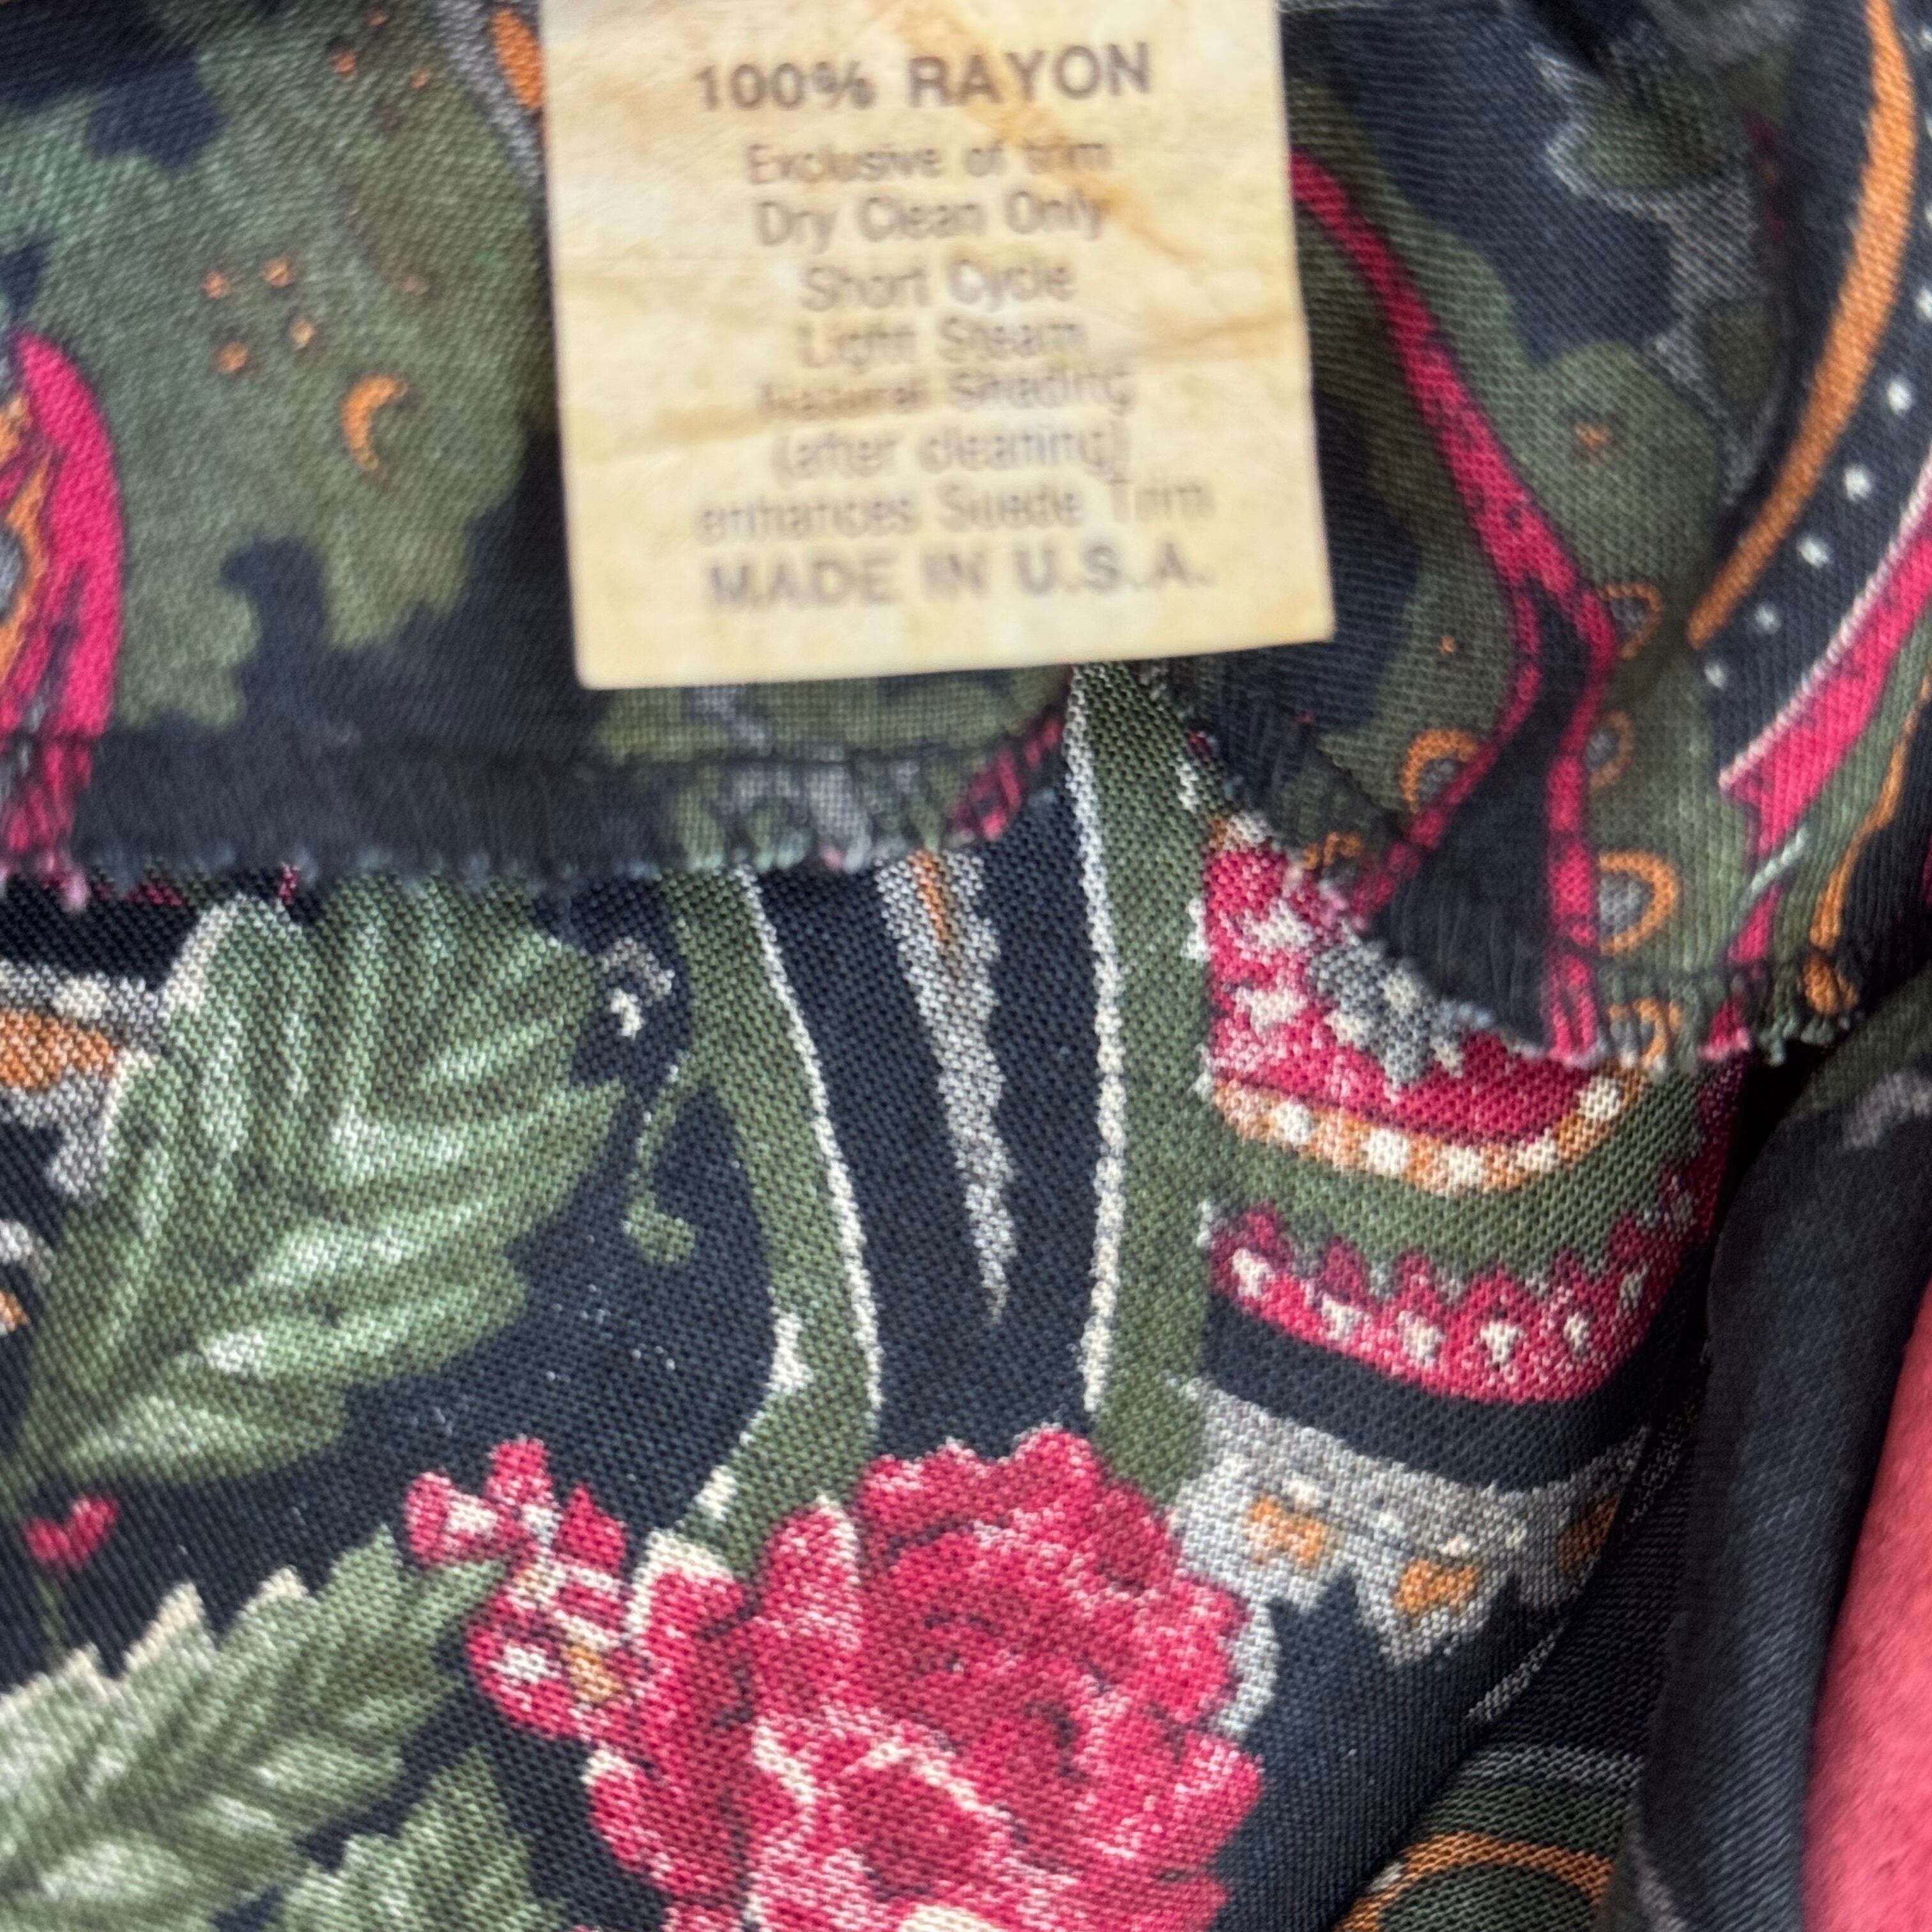 100% RAYON
Exclusive of trim
Dry Clean Only
Short Cycle
Light Steam
Natural Shading
(after cleaning)
enhances Suede Trim
MADE IN U.S.A.